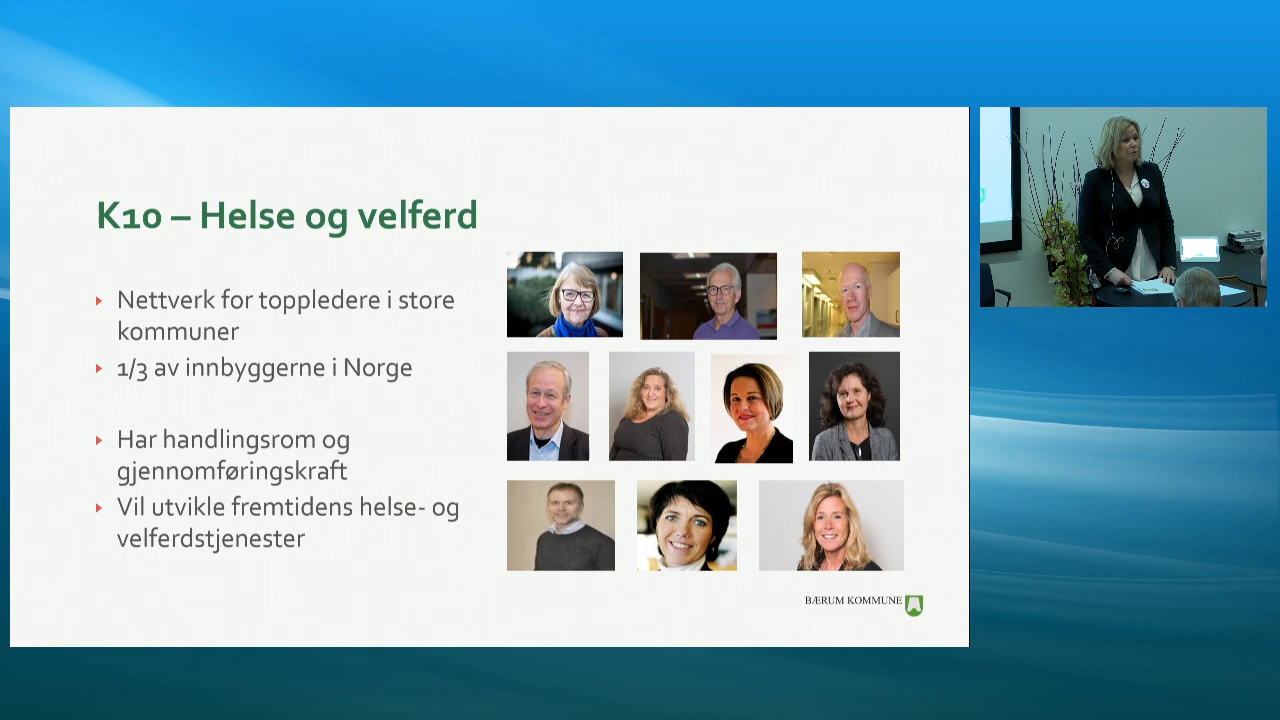 K10 – Helse og velferd
Nettverk for toppledere i store
kommuner
1/3 av innbyggerne i Norge
Har handlingsrom og
gjennomføringskraft
Vil utvikle fremtidens helse- og
velferdstjenester
BÆRUM KOMMUNE